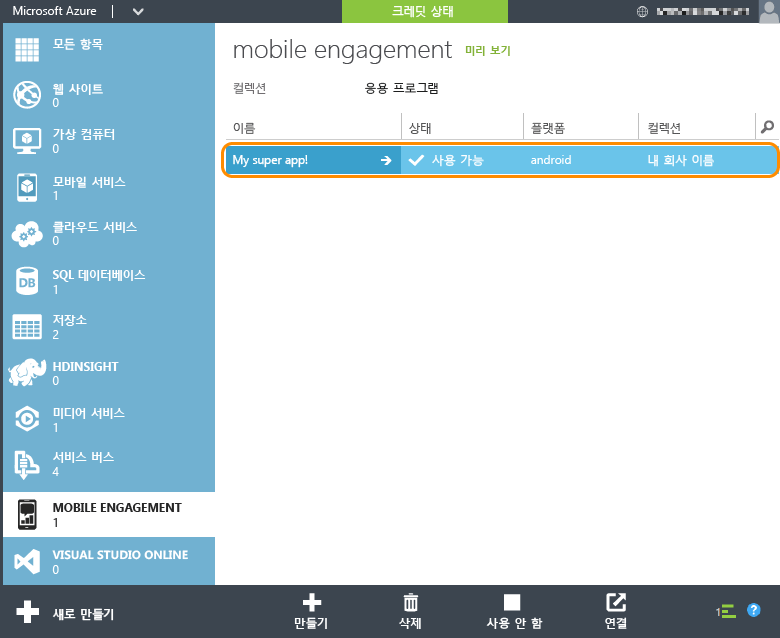 Microsoft Azure
크레딧 상태
모든 항목
웹 사이트
0
가상 컴퓨터
0
모바일 서비스
1
클라우드 서비스
0
SQL 데이터베이스
1
DB
저장소
2
HDINSIGHT
0
미디어 서비스
1
서비스 버스
4
MOBILE ENGAGEMENT
1
VISUAL STUDIO ONLINE
0
mobile engagement 미리 보기
컬렉션 응용 프로그램
이름 상태 플랫폼 컬렉션
My super app! 사용 가능 android 내 회사 이름
새로 만들기
만들기 삭제 사용 안 함 연결
1 ?